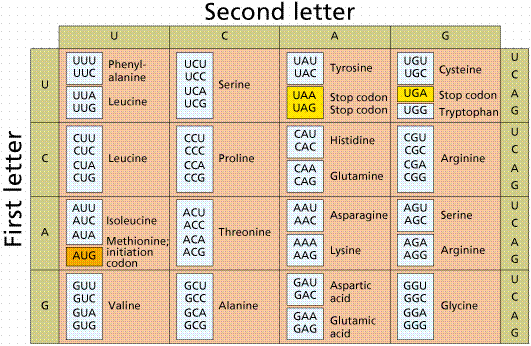 Second letter
U C A G
First letter
U
UUU
UUC
Phenyl-
alanine
UUA
UUG
Leucine
UCU
UCC
UCA
UCG
Serine
UAU
UAC
Tyrosine
UAA
UAG
Stop codon
Stop codon
UGU
UGC
Cysteine
UGA
Stop codon
UGG
Tryptophan
U
C
A
G
C
CUU
CUC
CUA
CUG
Leucine
CCU
CCC
CCA
CCG
Proline
CAU
CAC
Histidine
CAA
CAG
Glutamine
CGU
CGC
CGA
CGG
Arginine
U
C
A
G
A
AUU
AUC
AUA
Isoleucine
AUG
Methionine;
initiation
codon
ACU
ACC
ACA
ACG
Threonine
AAU
AAC
Asparagine
AAA
AAG
Lysine
AGU
AGC
Serine
AGA
AGG
Arginine
U
C
A
G
G
GUU
GUC
GUA
GUG
Valine
GCU
GCC
GCA
GCG
Alanine
GAU
GAC
Aspartic
acid
GAA
GAG
Glutamic
acid
GGU
GGC
GGA
GGG
Glycine
U
C
A
G